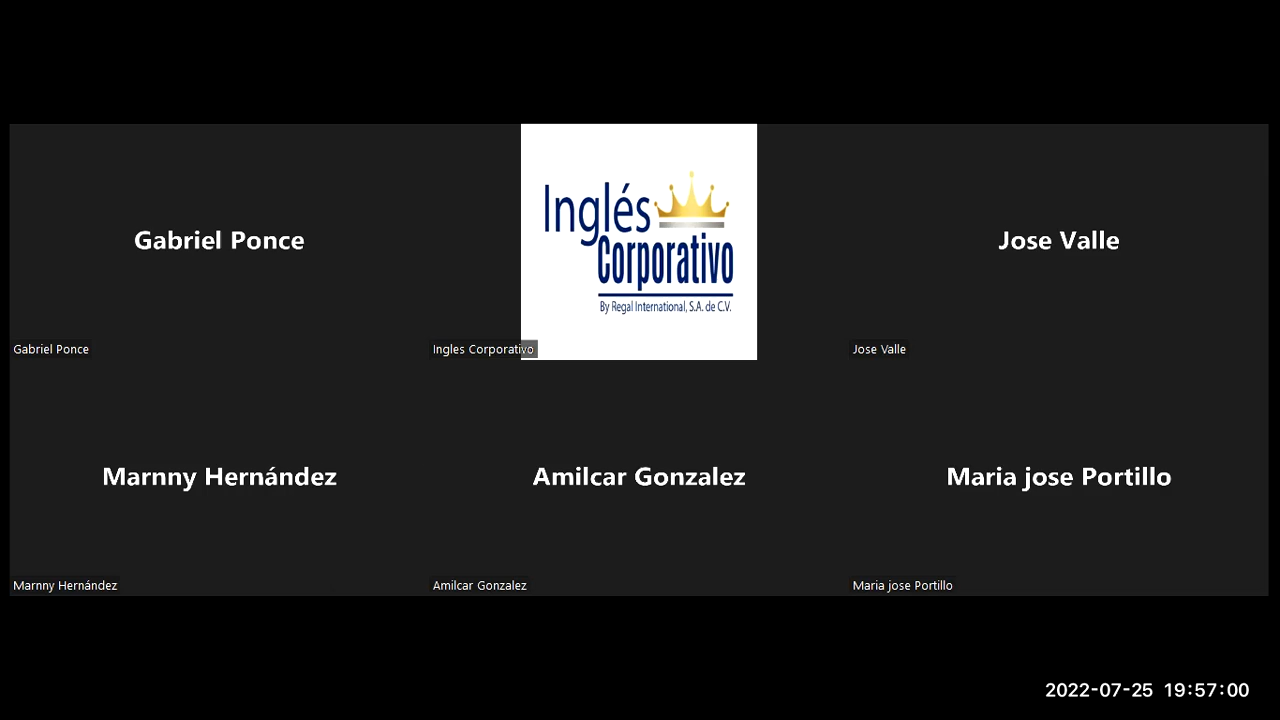 Gabriel Ponce
Inglés
Corporativo
By Regal International, S.A. de C.V.
Jose Valle
Gabriel Ponce
Ingles Corporativo
Jose Valle
Marnny Hernández
Amilcar Gonzalez
Maria jose Portillo
Marnny Hernández
Amilcar Gonzalez
Maria jose Portillo
2022-07-25 19:57:00